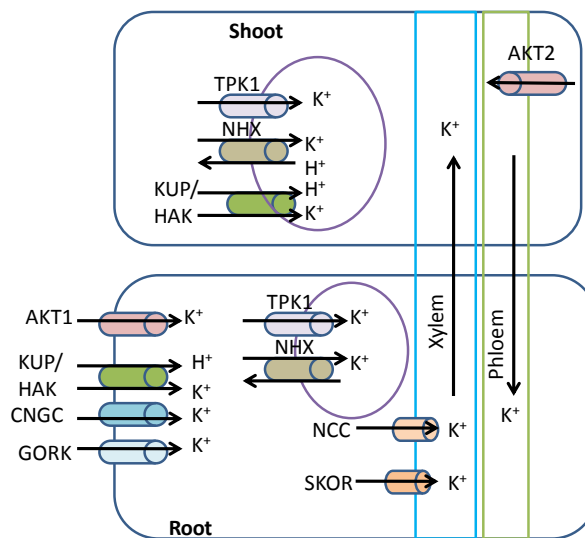 Shoot
AKT2
TPK1
K+
NHX
K+
H+
KUP/
HAK
H+
K+
K+
AKT1
K+
KUP/
HAK
H+
K+
CNGC
K+
GORK
K+
TPK1
K+
NHX
K+
Xylem
Phloem
K+
NCC
K+
SKOR
K+
Root